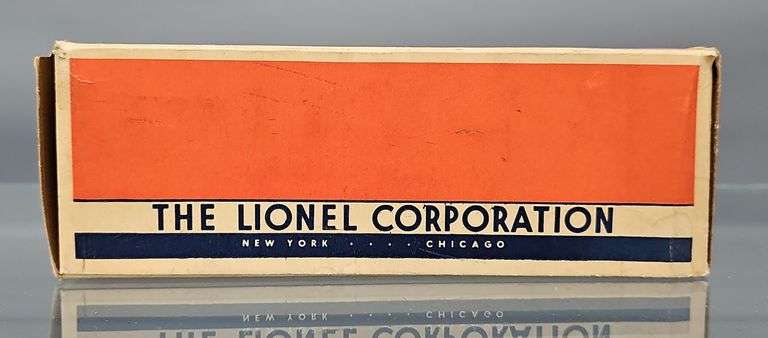 THE LIONEL CORPORATION
NEW YORK · · · · CHICAGO